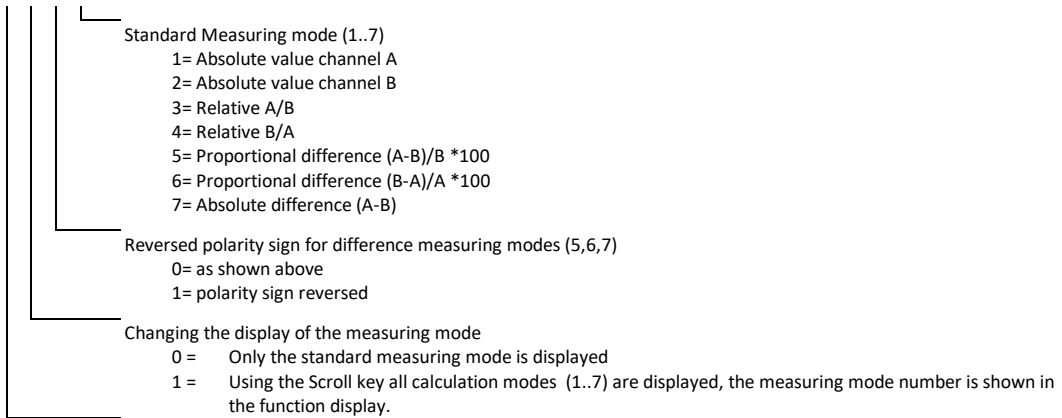 Standard Measuring mode (1..7)
1= Absolute value channel A
2= Absolute value channel B
3= Relative A/B
4= Relative B/A
5= Proportional difference (A-B)/B *100
6= Proportional difference (B-A)/A *100
7= Absolute difference (A-B)
Reversed polarity sign for difference measuring modes (5,6,7)
0= as shown above
1= polarity sign reversed
Changing the display of the measuring mode
0 = Only the standard measuring mode is displayed
1 = Using the Scroll key all calculation modes (1..7) are displayed, the measuring mode number is shown in
the function display.